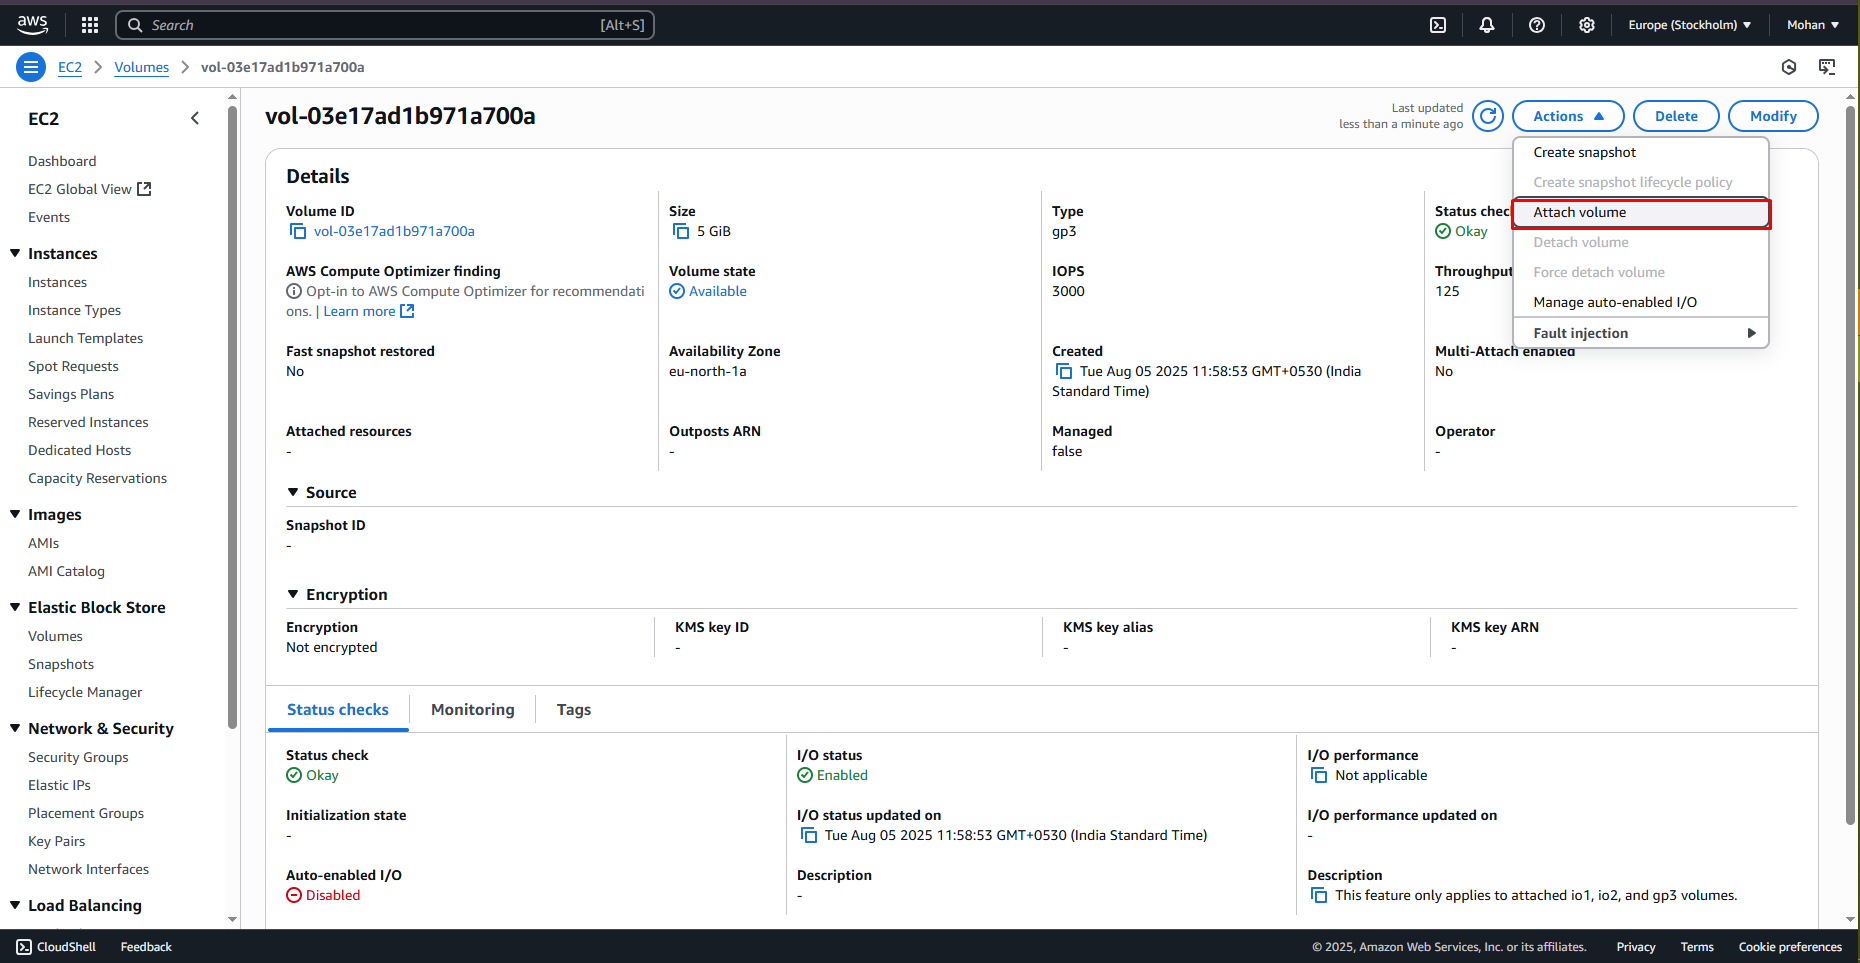 aws
Search [Alt+S]
Europe (Stockholm)
Mohan
EC2
Volumes
vol-03e17ad1b971a700a
EC2
Dashboard
EC2 Global View
Events
Instances
Instances
Instance Types
Launch Templates
Spot Requests
Savings Plans
Reserved Instances
Dedicated Hosts
Capacity Reservations
Images
AMIs
AMI Catalog
Elastic Block Store
Volumes
Snapshots
Lifecycle Manager
Network & Security
Security Groups
Elastic IPs
Placement Groups
Key Pairs
Network Interfaces
Load Balancing
vol-03e17ad1b971a700a
Last updated
less than a minute ago
Actions
Delete
Modify
Create snapshot
Create snapshot lifecycle policy
Attach volume
Detach volume
Force detach volume
Manage auto-enabled I/O
Fault injection
Details
Volume ID
vol-03e17ad1b971a700a
Size
5 GiB
Type
gp3
Status chec
Okay
AWS Compute Optimizer finding
Opt-in to AWS Compute Optimizer for recommendati
ons. | Learn more
Volume state
Available
IOPS
3000
Throughput
125
Fast snapshot restored
No
Availability Zone
eu-north-1a
Created
Tue Aug 05 2025 11:58:53 GMT+0530 (India
Standard Time)
Multi-Attach enabled
No
Attached resources
-
Outposts ARN
-
Managed
false
Operator
-
Source
Snapshot ID
-
Encryption
Encryption
Not encrypted
KMS key ID
-
KMS key alias
-
KMS key ARN
-
Status checks
Monitoring
Tags
Status check
Okay
I/O status
Enabled
I/O performance
Not applicable
Initialization state
-
I/O status updated on
Tue Aug 05 2025 11:58:53 GMT+0530 (India Standard Time)
I/O performance updated on
-
Auto-enabled I/O
Disabled
Description
-
Description
This feature only applies to attached io1, io2, and gp3 volumes.
CloudShell
Feedback
© 2025, Amazon Web Services, Inc. or its affiliates.
Privacy
Terms
Cookie preferences